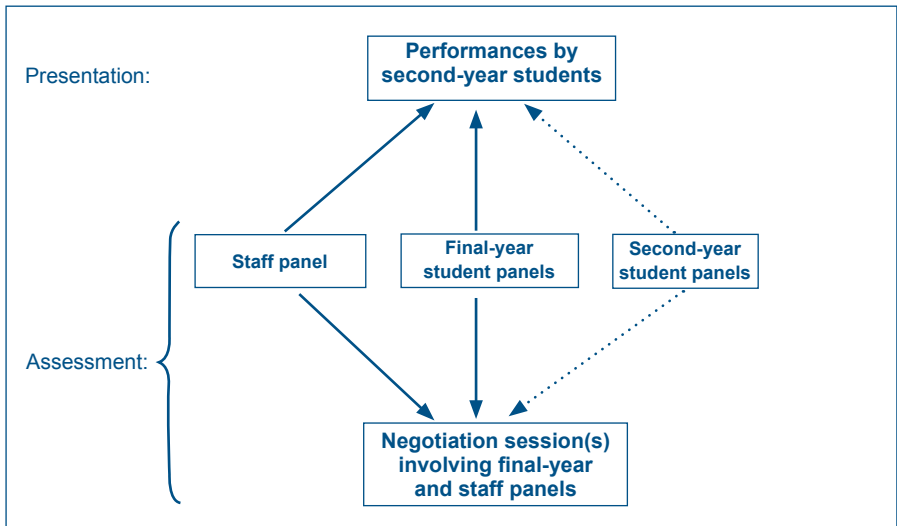 Performances by
second-year students
Presentation:
Staff panel
Final-year
student panels
Second-year
student panels
Assessment:
Negotiation session(s)
involving final-year
and staff panels